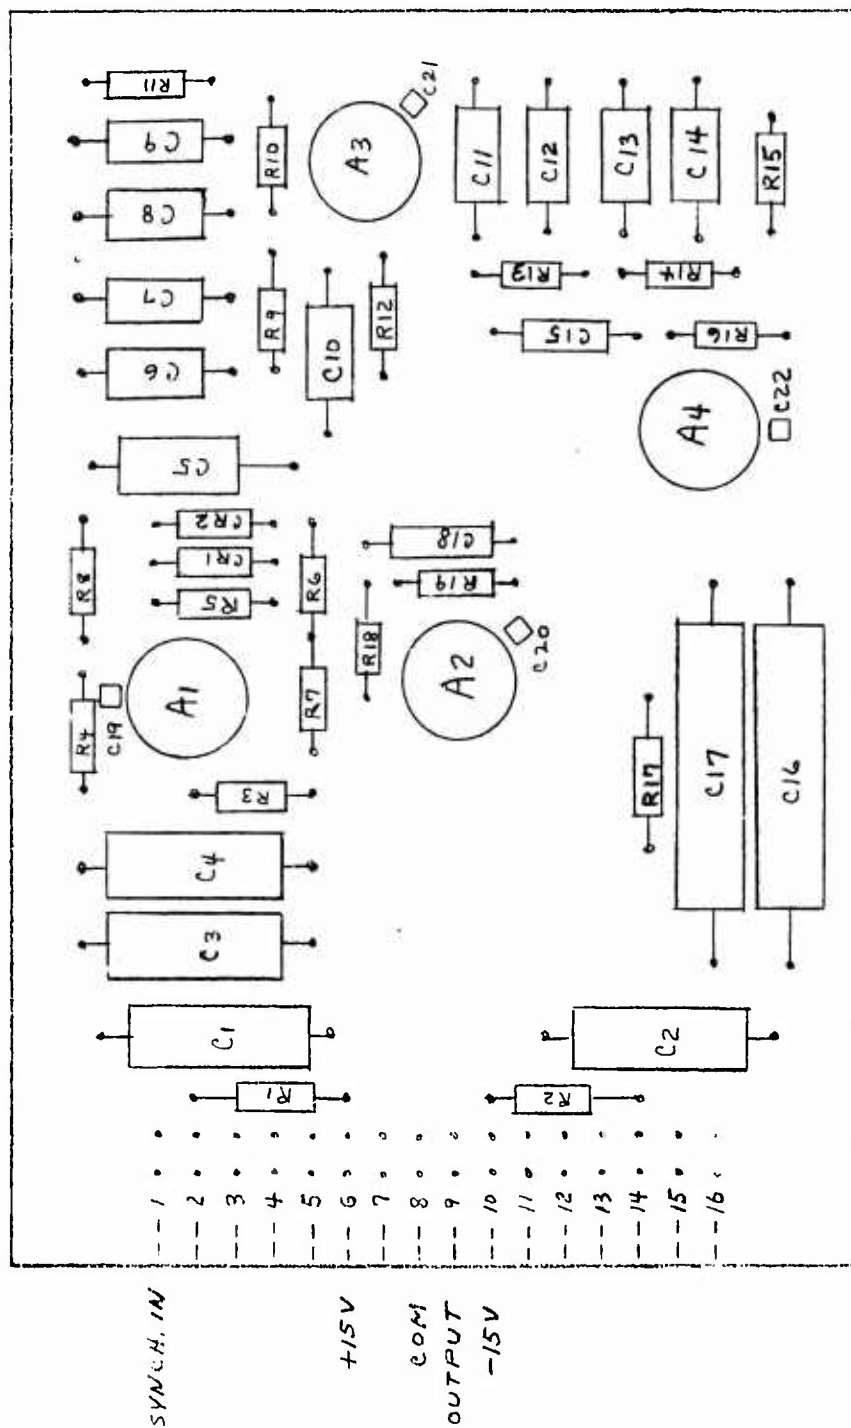 R11
C9
C8
C7
C6
R10
R9
A3
C21
C10
R12
C11
C12
C13
C14
R15
R13
R14
C15
R16
A4
C22
C5
CR2
CR1
R5
R8
R6
C18
R19
R18
A1
C19
R4
R7
A2
C20
R3
C4
C3
R17
C17
C16
C1
C2
R1
R2
--- 1
--- 2
--- 3
--- 4
--- 5
--- 6
--- 7
--- 8
--- 9
--- 10
--- 11
--- 12
--- 13
--- 14
--- 15
--- 16
SYNCH. IN
+15V
COM
OUTPUT
-15V